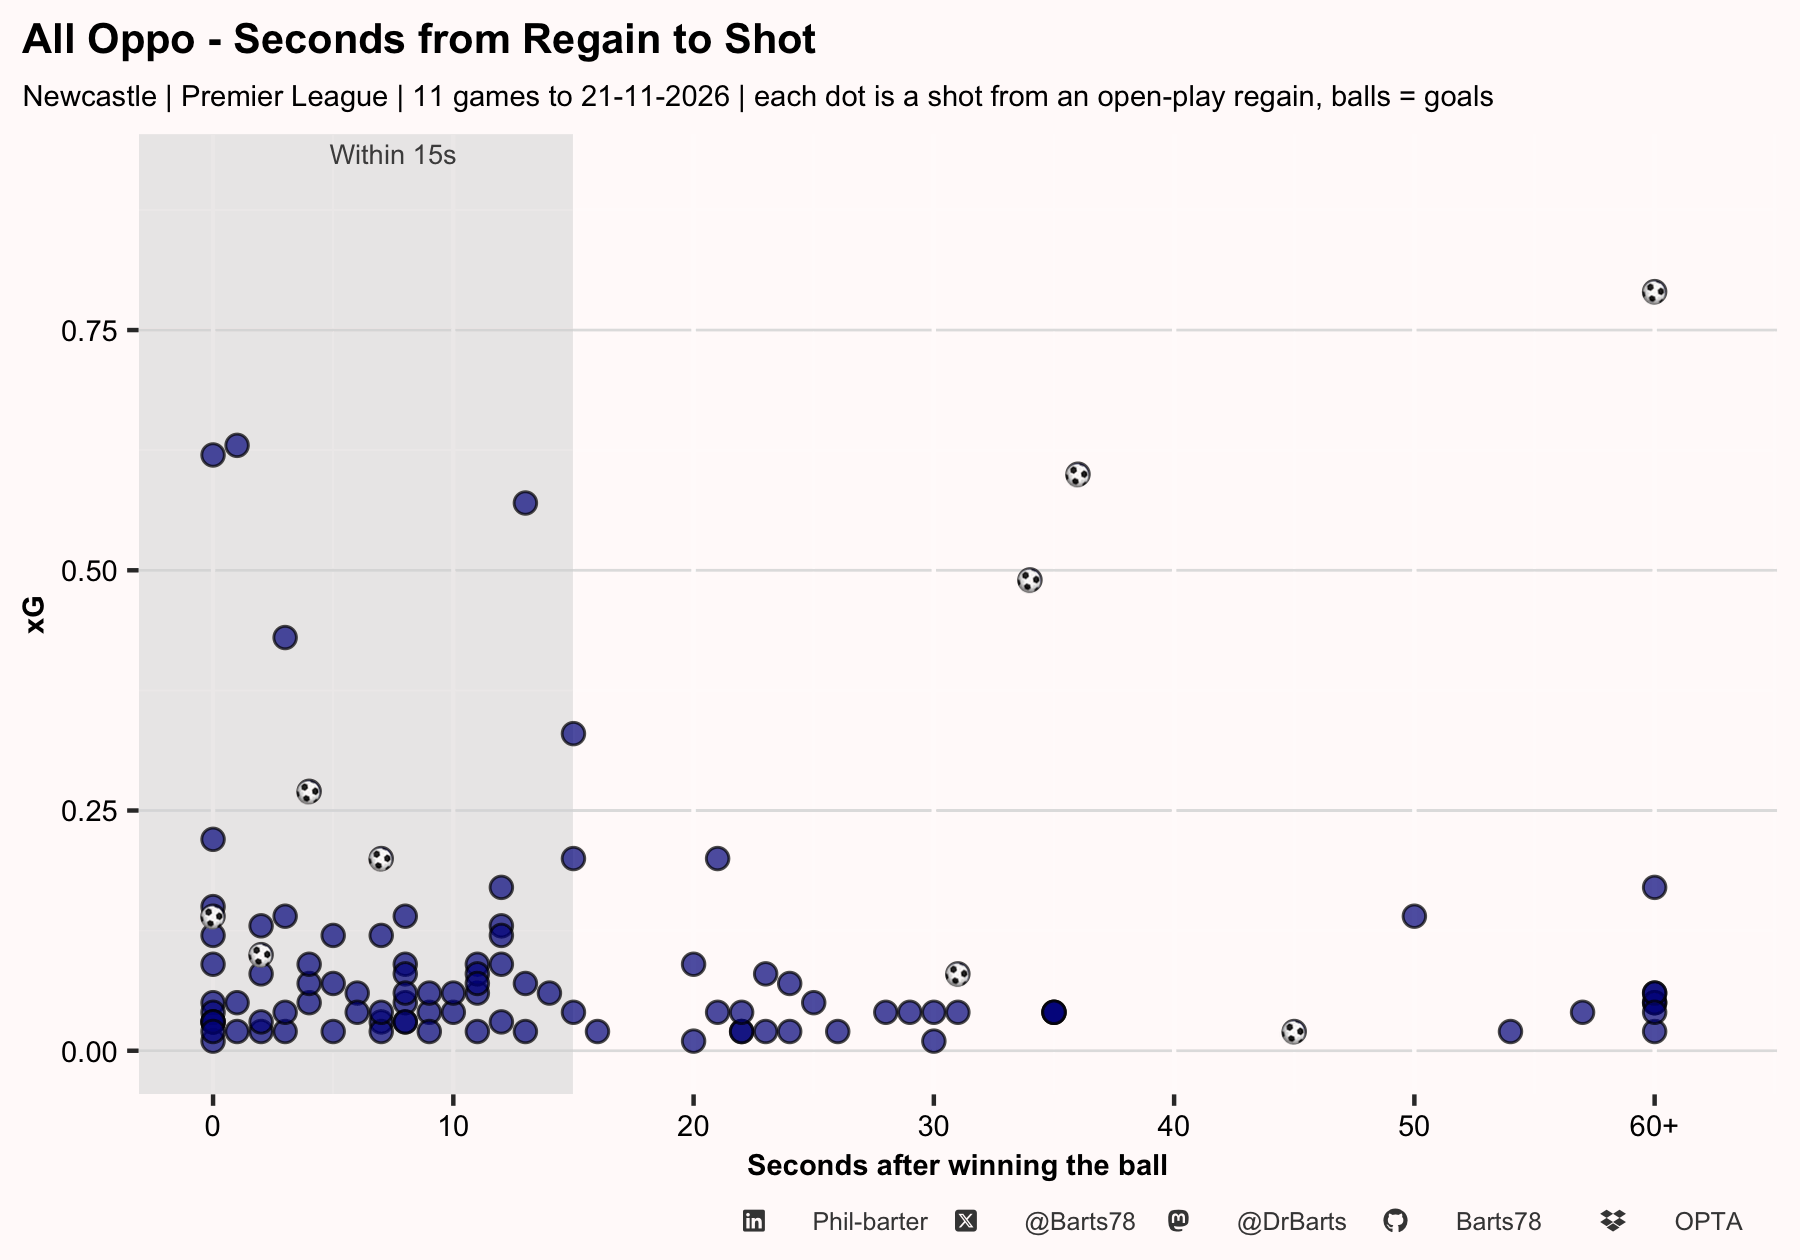 All Oppo - Seconds from Regain to Shot
Newcastle | Premier League | 11 games to 21-11-2026 | each dot is a shot from an open-play regain, balls = goals
Within 15s
0.75
0.50
0.25
0.00
xG
0 10 20 30 40 50 60+
Seconds after winning the ball
Phil-barter @Barts78 @DrBarts Barts78 OPTA